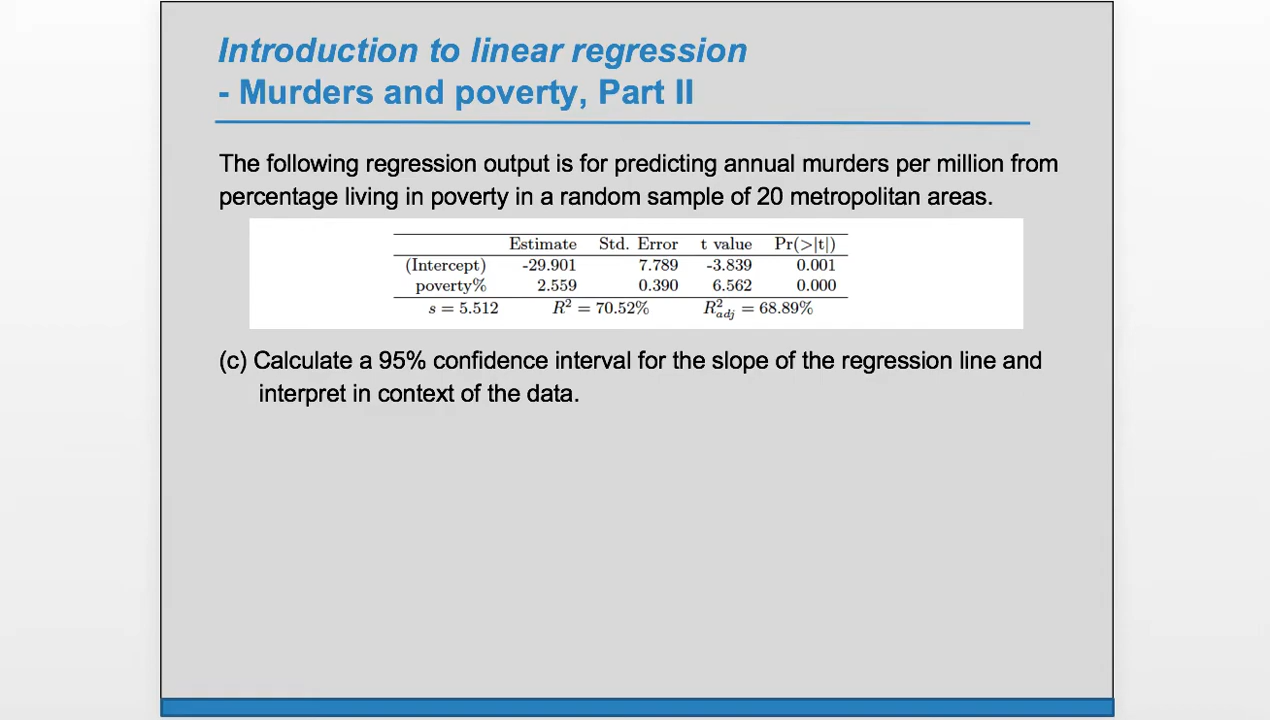 Introduction to linear regression
- Murders and poverty, Part II
The following regression output is for predicting annual murders per million from
percentage living in poverty in a random sample of 20 metropolitan areas.
Estimate Std. Error t value Pr(>|t|)
(Intercept) -29.901 7.789 -3.839 0.001
poverty% 2.559 0.390 6.562 0.000
s = 5.512 R² = 70.52% R²adj = 68.89%
(c) Calculate a 95% confidence interval for the slope of the regression line and
interpret in context of the data.